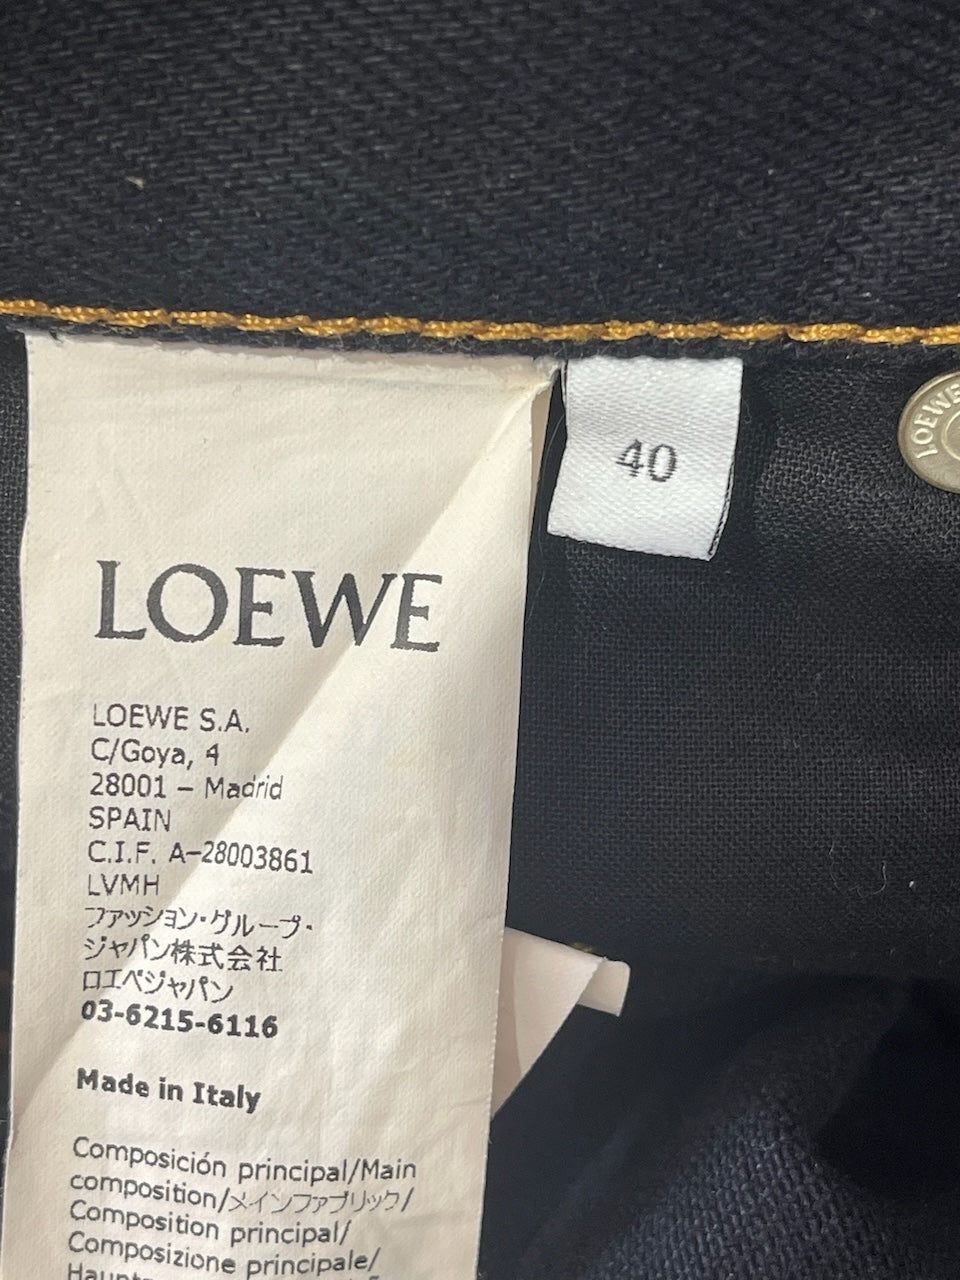 40
LOEWE
LOEWE
LOEWE S.A.
C/Goya, 4
28001 – Madrid
SPAIN
C.I.F. A-28003861
LVMH
ファッション・グループ・
ジャパン株式会社
ロエベジャパン
03-6215-6116
Made in Italy
Composición principal/Main
composition/メインファブリック/
Composition principal/
Composizione principale/